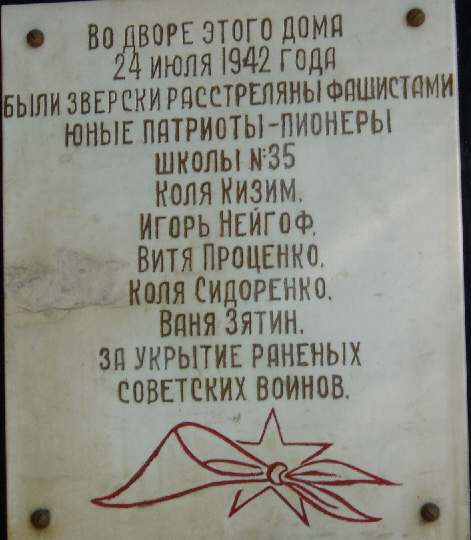 Во дворе этого дома
24 июля 1942 года
были зверски расстреляны фашистами
юные патриоты-пионеры
школы №35
Коля Кизим,
Игорь Нейгоф,
Витя Проценко,
Коля Сидоренко,
Ваня Зятин,
за укрытие раненых
советских воинов.